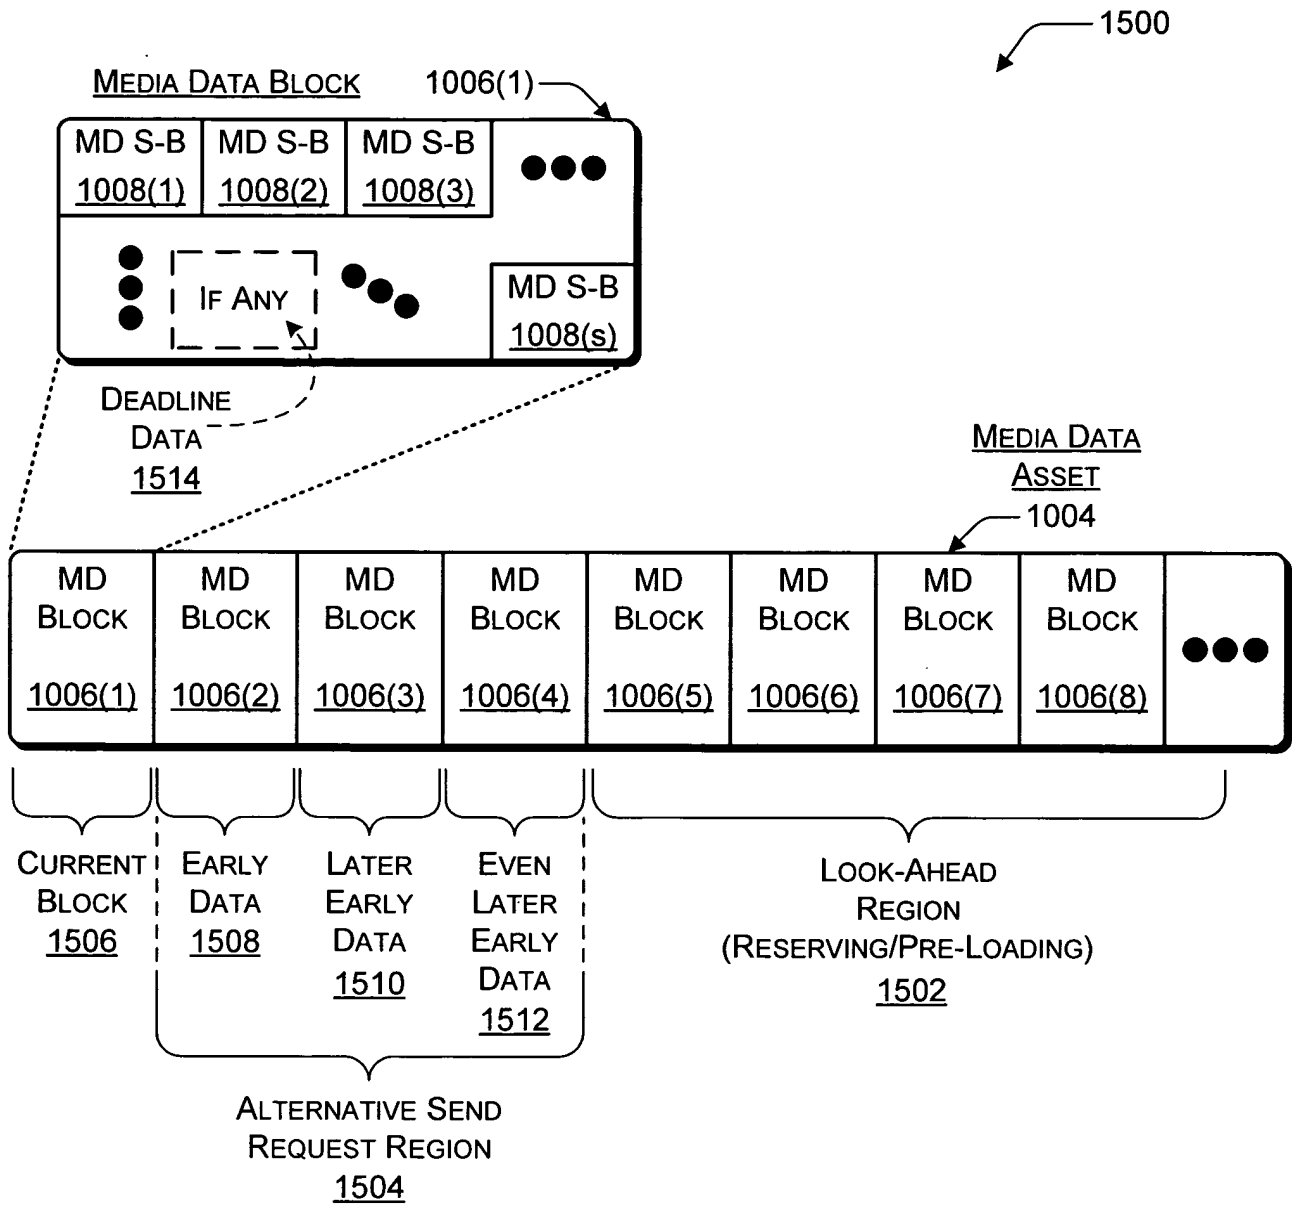 1500
MEDIA DATA BLOCK
1006(1)
MD S-B
1008(1)
MD S-B
1008(2)
MD S-B
1008(3)
IF ANY
MD S-B
1008(s)
DEADLINE
DATA
1514
MEDIA DATA
ASSET
1004
MD
BLOCK
1006(1)
MD
BLOCK
1006(2)
MD
BLOCK
1006(3)
MD
BLOCK
1006(4)
MD
BLOCK
1006(5)
MD
BLOCK
1006(6)
MD
BLOCK
1006(7)
MD
BLOCK
1006(8)
CURRENT
BLOCK
1506
EARLY
DATA
1508
LATER
EARLY
DATA
1510
EVEN
LATER
EARLY
DATA
1512
LOOK-AHEAD
REGION
(RESERVING/PRE-LOADING)
1502
ALTERNATIVE SEND
REQUEST REGION
1504